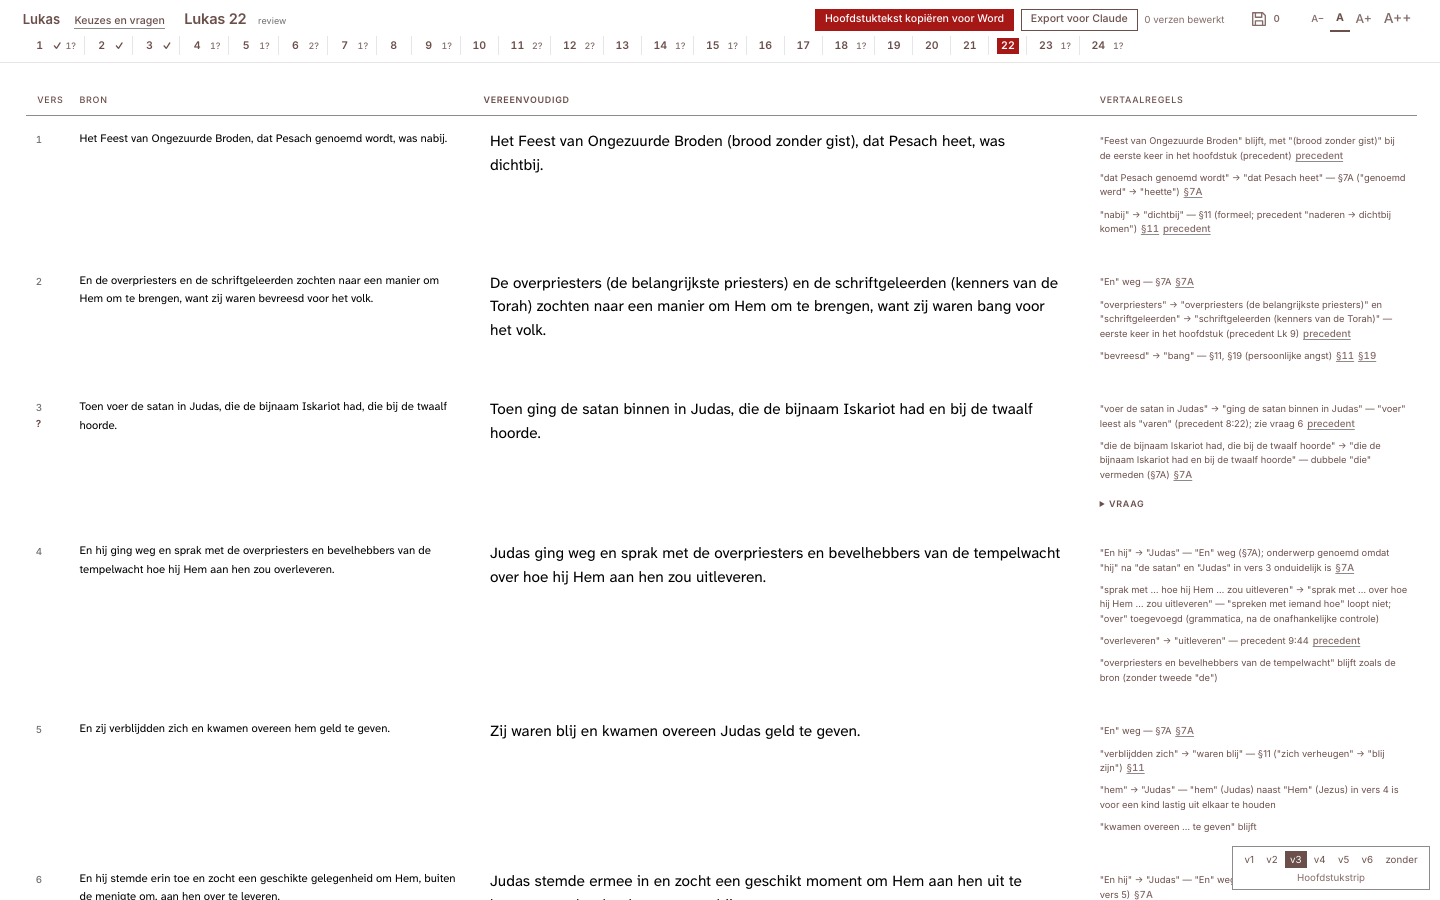 Lukas Keuzes en vragen Lukas 22 review Hoofdstuktekst kopiëren voor Word Export voor Claude 0 verzen bewerkt 0 A− A A+ A++
1 ✓ 1? 2 ✓ 3 ✓ 4 1? 5 1? 6 2? 7 1? 8 9 1? 10 11 2? 12 2? 13 14 1? 15 1? 16 17 18 1? 19 20 21 22 23 1? 24 1?
VERS BRON VEREENVOUDIGD VERTAALREGELS
1 Het Feest van Ongezuurde Broden, dat Pesach genoemd wordt, was nabij.
Het Feest van Ongezuurde Broden (brood zonder gist), dat Pesach heet, was
dichtbij.
"Feest van Ongezuurde Broden" blijft, met "(brood zonder gist)" bij
de eerste keer in het hoofdstuk (precedent) precedent
"dat Pesach genoemd wordt" → "dat Pesach heet" — §7A ("genoemd
werd" → "heette") §7A
"nabij" → "dichtbij" — §11 (formeel; precedent "naderen → dichtbij
komen") §11 precedent
2 En de overpriesters en de schriftgeleerden zochten naar een manier om
Hem om te brengen, want zij waren bevreesd voor het volk.
De overpriesters (de belangrijkste priesters) en de schriftgeleerden (kenners van de
Torah) zochten naar een manier om Hem om te brengen, want zij waren bang voor
het volk.
"En" weg — §7A §7A
"overpriesters" → "overpriesters (de belangrijkste priesters)" en
"schriftgeleerden" → "schriftgeleerden (kenners van de Torah)" —
eerste keer in het hoofdstuk (precedent Lk 9) precedent
"bevreesd" → "bang" — §11, §19 (persoonlijke angst) §11 §19
3 Toen voer de satan in Judas, die de bijnaam Iskariot had, die bij de twaalf
? hoorde.
Toen ging de satan binnen in Judas, die de bijnaam Iskariot had en bij de twaalf
hoorde.
"voer de satan in Judas" → "ging de satan binnen in Judas" — "voer"
leest als "varen" (precedent 8:22); zie vraag 6 precedent
"die de bijnaam Iskariot had, die bij de twaalf hoorde" → "die de
bijnaam Iskariot had en bij de twaalf hoorde" — dubbele "die"
vermeden (§7A) §7A
▶ VRAAG
4 En hij ging weg en sprak met de overpriesters en bevelhebbers van de
tempelwacht hoe hij Hem aan hen zou overleveren.
Judas ging weg en sprak met de overpriesters en bevelhebbers van de tempelwacht
over hoe hij Hem aan hen zou uitleveren.
"En hij" → "Judas" — "En" weg (§7A); onderwerp genoemd omdat
"hij" na "de satan" en "Judas" in vers 3 onduidelijk is §7A
"sprak met ... hoe hij Hem ... zou uitleveren" → "sprak met ... over hoe
hij Hem ... zou uitleveren" — "spreken met iemand hoe" loopt niet;
"over" toegevoegd (grammatica, na de onafhankelijke controle)
"overleveren" → "uitleveren" — precedent 9:44 precedent
"overpriesters en bevelhebbers van de tempelwacht" blijft zoals de
bron (zonder tweede "de")
5 En zij verblijdden zich en kwamen overeen hem geld te geven.
Zij waren blij en kwamen overeen Judas geld te geven.
"En" weg — §7A §7A
"verblijdden zich" → "waren blij" — §11 ("zich verheugen" → "blij
zijn") §11
"hem" → "Judas" — "hem" (Judas) naast "Hem" (Jezus) in vers 4 is
voor een kind lastig uit elkaar te houden
"kwamen overeen ... te geven" blijft
6 En hij stemde erin toe en zocht een geschikte gelegenheid om Hem, buiten
de menigte om, aan hen over te leveren.
Judas stemde ermee in en zocht een geschikt moment om Hem aan hen uit te
"En hij" → "Judas" — "En" weg
vers 5) §7A
v1 v2 v3 v4 v5 v6 zonder
Hoofdstukstrip